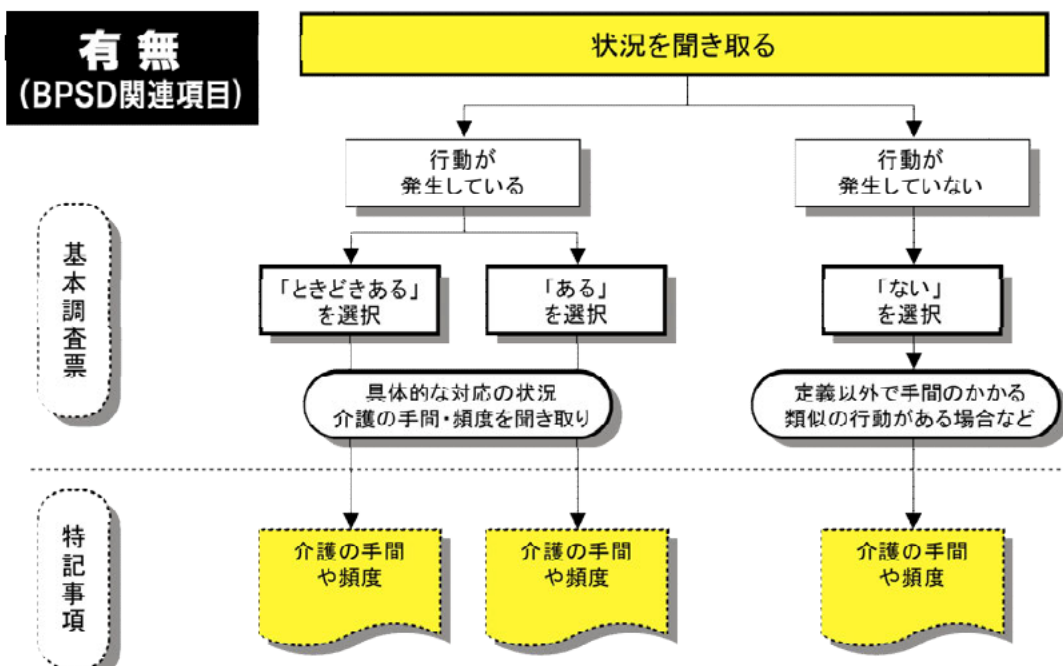 有無
(BPSD関連項目)
状況を聞き取る
行動が
発生している
行動が
発生していない
基本調査票
「ときどきある」
を選択
「ある」
を選択
「ない」
を選択
具体的な対応の状況
介護の手間・頻度を聞き取り
定義以外で手間のかかる
類似の行動がある場合など
特記事項
介護の手間
や頻度
介護の手間
や頻度
介護の手間
や頻度